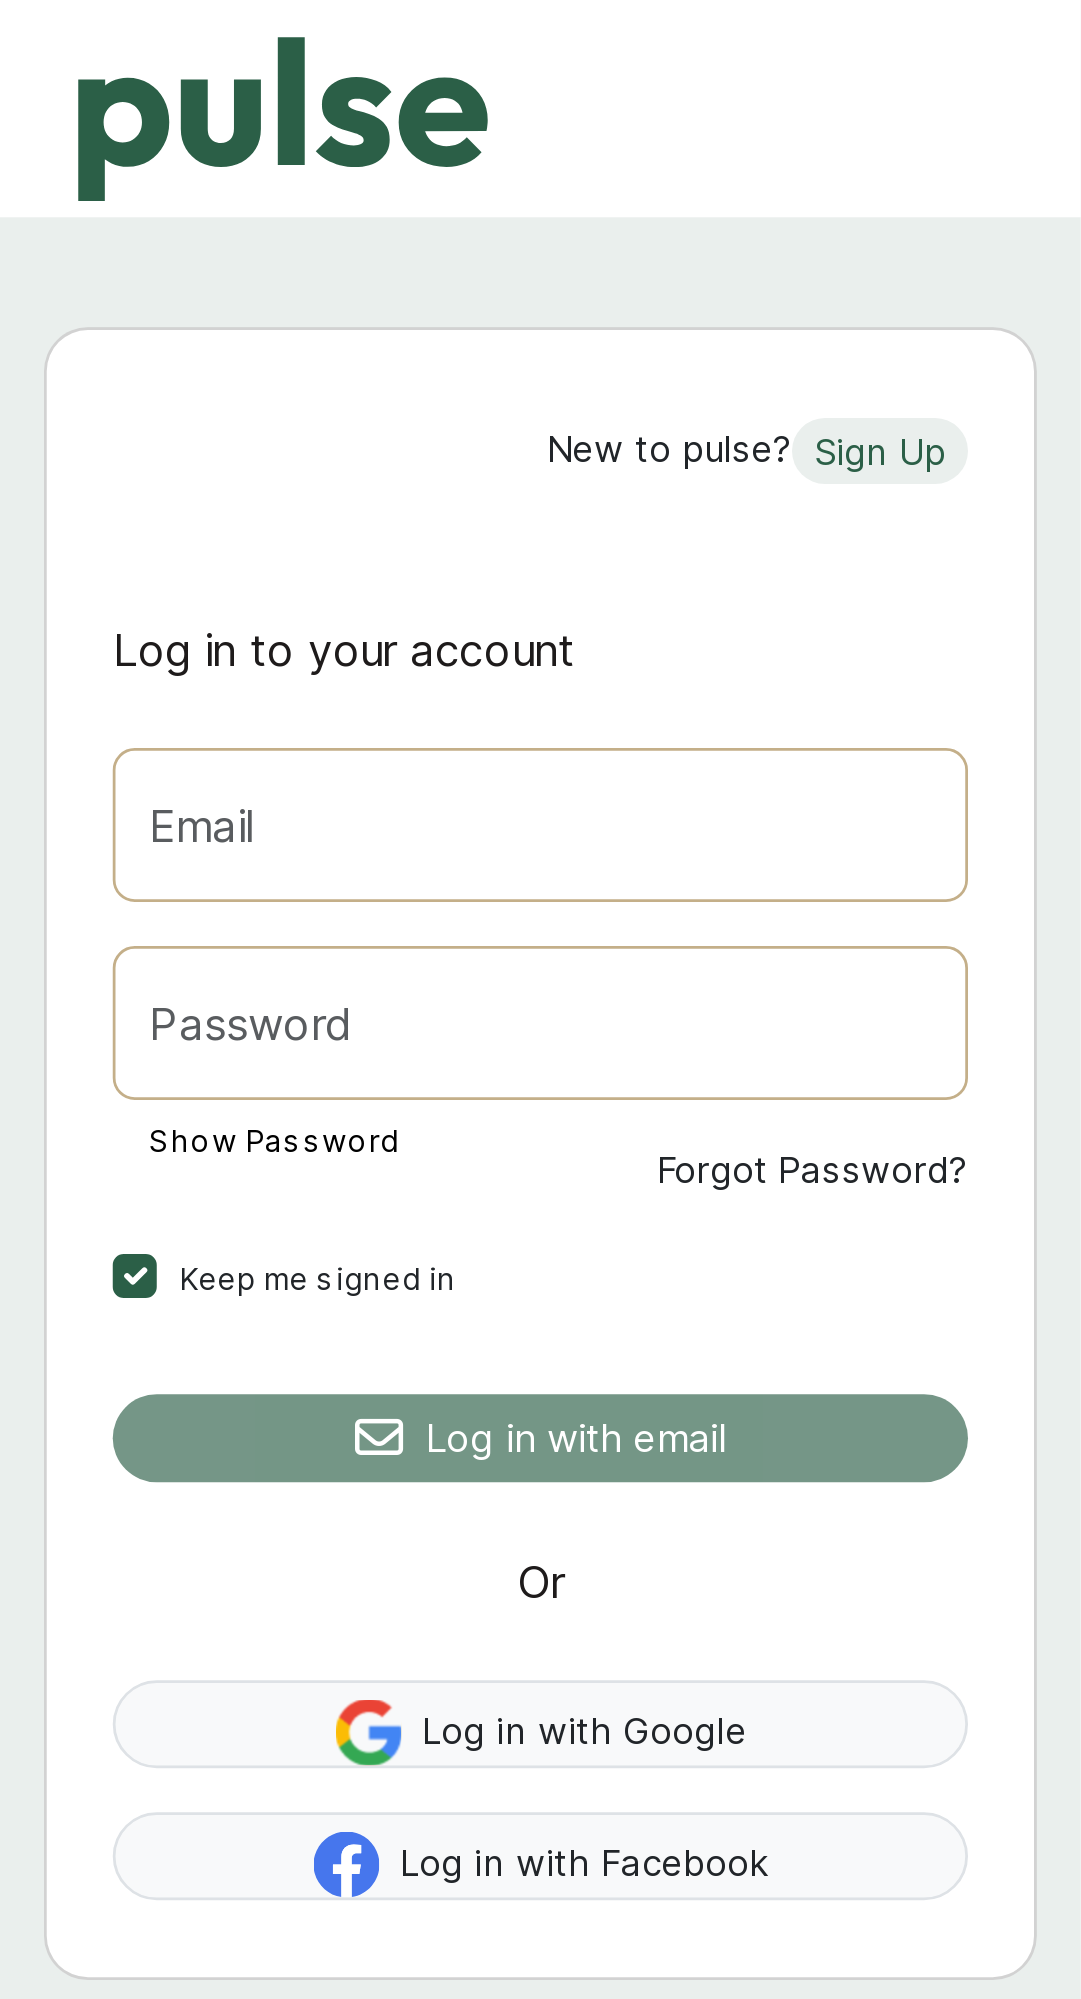 pulse
New to pulse? Sign Up
Log in to your account
Email
Password
Show Password
Forgot Password?
Keep me signed in
Log in with email
Or
Log in with Google
Log in with Facebook